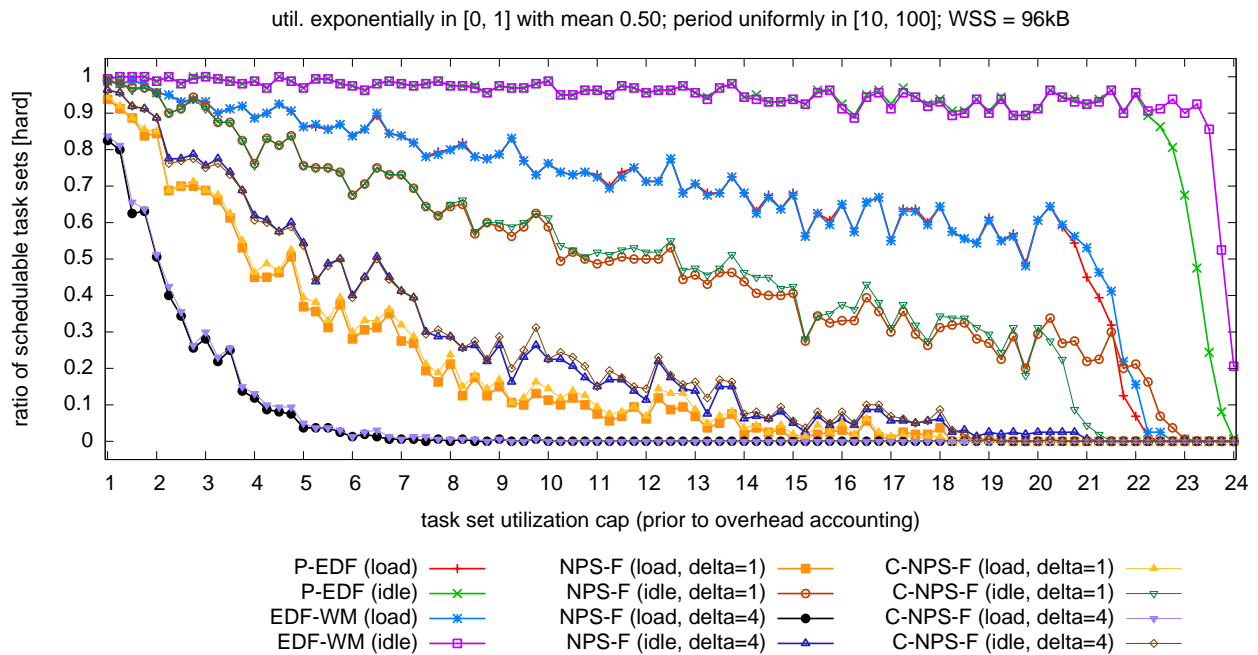 util. exponentially in [0, 1] with mean 0.50; period uniformly in [10, 100]; WSS = 96kB
ratio of schedulable task sets [hard]
1
0.9
0.8
0.7
0.6
0.5
0.4
0.3
0.2
0.1
0
1 2 3 4 5 6 7 8 9 10 11 12 13 14 15 16 17 18 19 20 21 22 23 24
task set utilization cap (prior to overhead accounting)
P-EDF (load) NPS-F (load, delta=1) C-NPS-F (load, delta=1)
P-EDF (idle) NPS-F (idle, delta=1) C-NPS-F (idle, delta=1)
EDF-WM (load) NPS-F (load, delta=4) C-NPS-F (load, delta=4)
EDF-WM (idle) NPS-F (idle, delta=4) C-NPS-F (idle, delta=4)